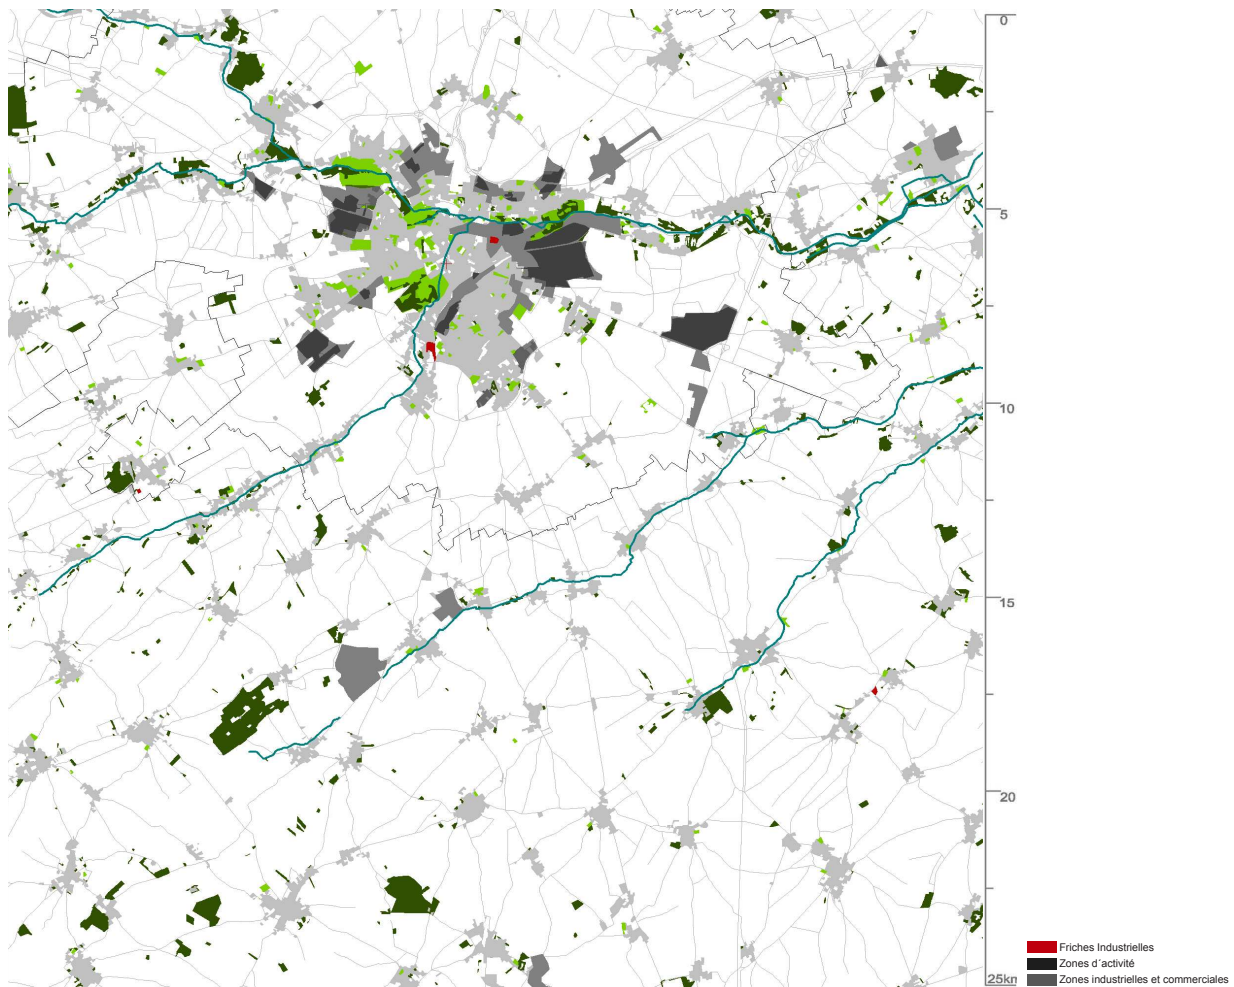 0
5
10
15
20
25km
Friches Industrielles
Zones d´activité
Zones industrielles et commerciales